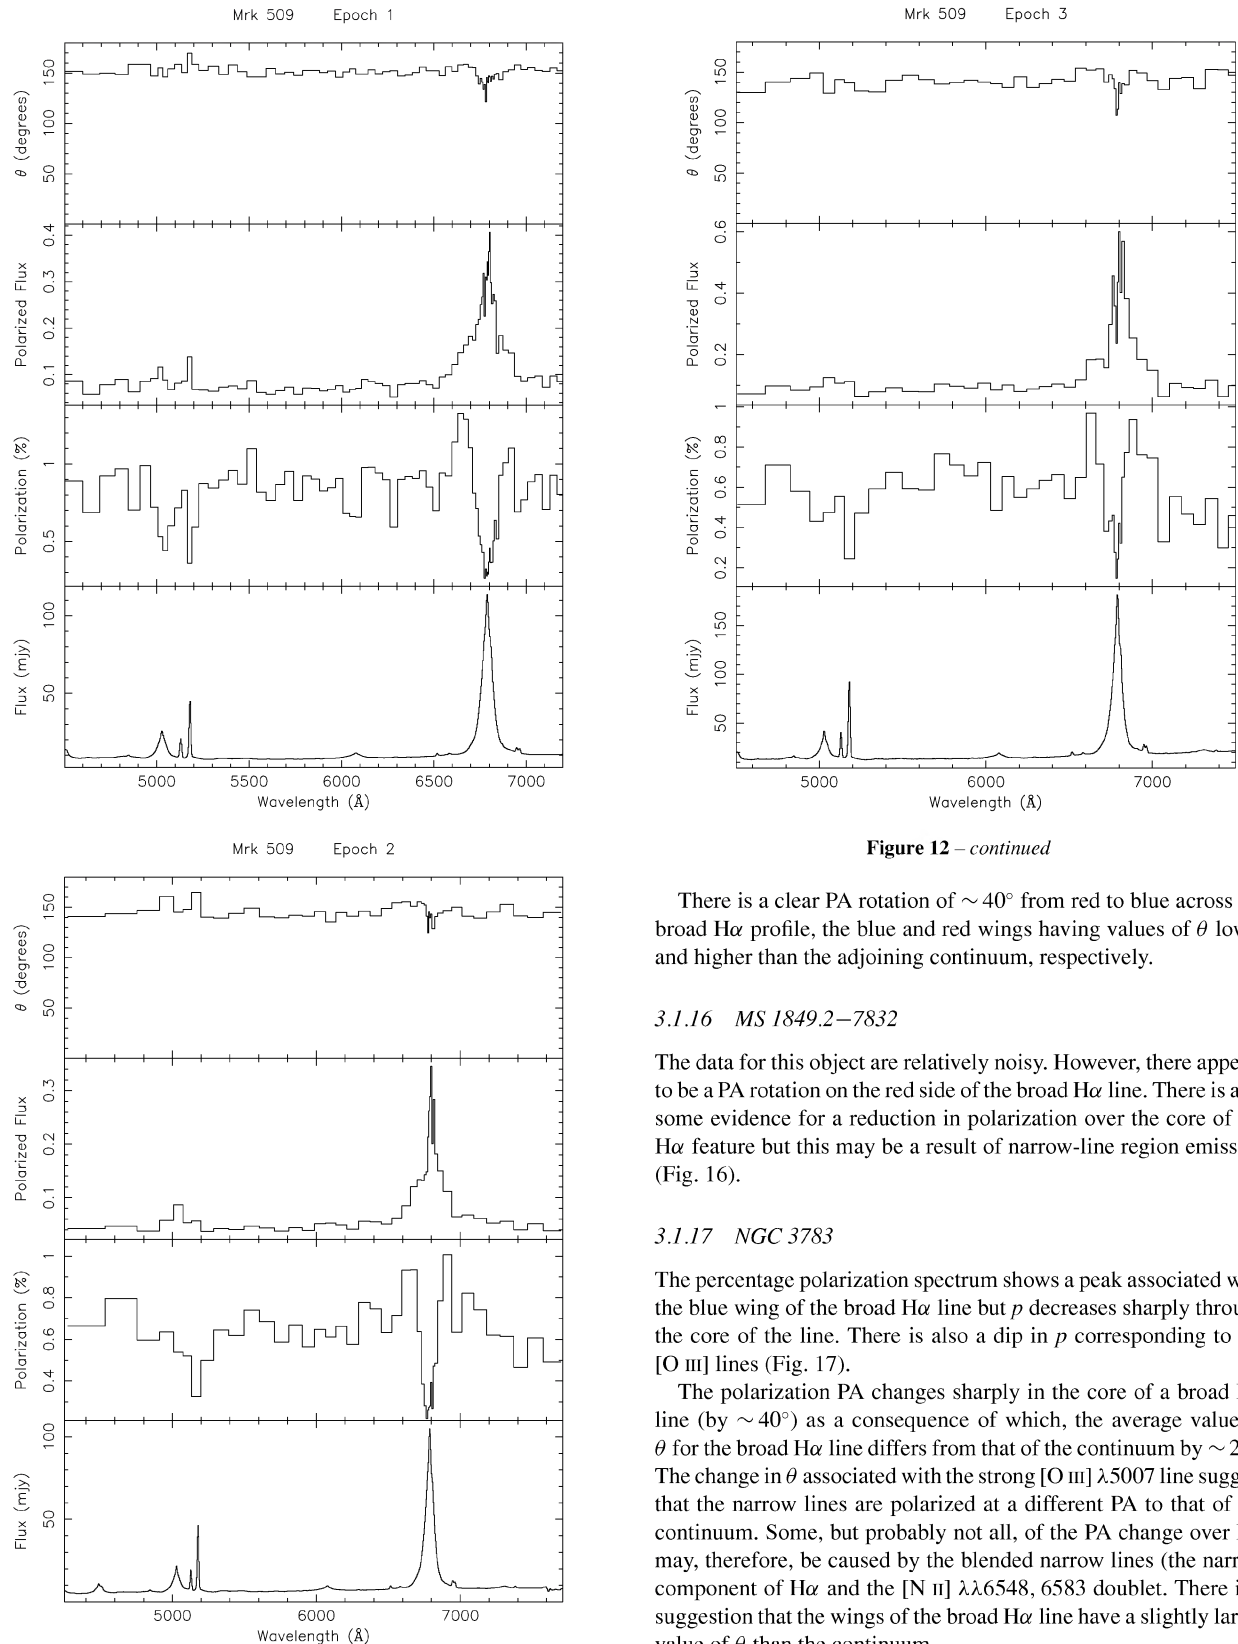 Mrk 509 Epoch 1
θ (degrees)
50 100 150
Polarized Flux
0.1 0.2 0.3 0.4
Polarization (%)
0.5 1
Flux (mjy)
50 100
5000 5500 6000 6500 7000
Wavelength (Å)
Mrk 509 Epoch 2
θ (degrees)
50 100 150
Polarized Flux
0.1 0.2 0.3
Polarization (%)
0.4 0.6 0.8 1
Flux (mjy)
50 100
5000 6000 7000
Wavelength (Å)
Mrk 509 Epoch 3
θ (degrees)
50 100 150
Polarized Flux
0.2 0.4 0.6
Polarization (%)
0.2 0.4 0.6 0.8 1
Flux (mjy)
50 100 150
5000 6000 7000
Wavelength (Å)
Figure 12 – continued
There is a clear PA rotation of ∼ 40° from red to blue across
broad Hα profile, the blue and red wings having values of θ
and higher than the adjoining continuum, respectively.
3.1.16 MS 1849.2−7832
The data for this object are relatively noisy. However, there
to be a PA rotation on the red side of the broad Hα line. There is
some evidence for a reduction in polarization over the core of
Hα feature but this may be a result of narrow-line region
(Fig. 16).
3.1.17 NGC 3783
The percentage polarization spectrum shows a peak associated
the blue wing of the broad Hα line but p decreases sharply
the core of the line. There is also a dip in p corresponding to
[O III] lines (Fig. 17).
The polarization PA changes sharply in the core of a broad
line (by ∼ 40°) as a consequence of which, the average value
θ for the broad Hα line differs from that of the continuum by
The change in θ associated with the strong [O III] λ5007 line
that the narrow lines are polarized at a different PA to that of
continuum. Some, but probably not all, of the PA change over
may, therefore, be caused by the blended narrow lines (the
component of Hα and the [N II] λλ6548, 6583 doublet. There
suggestion that the wings of the broad Hα line have a slightly
value of θ than the continuum.